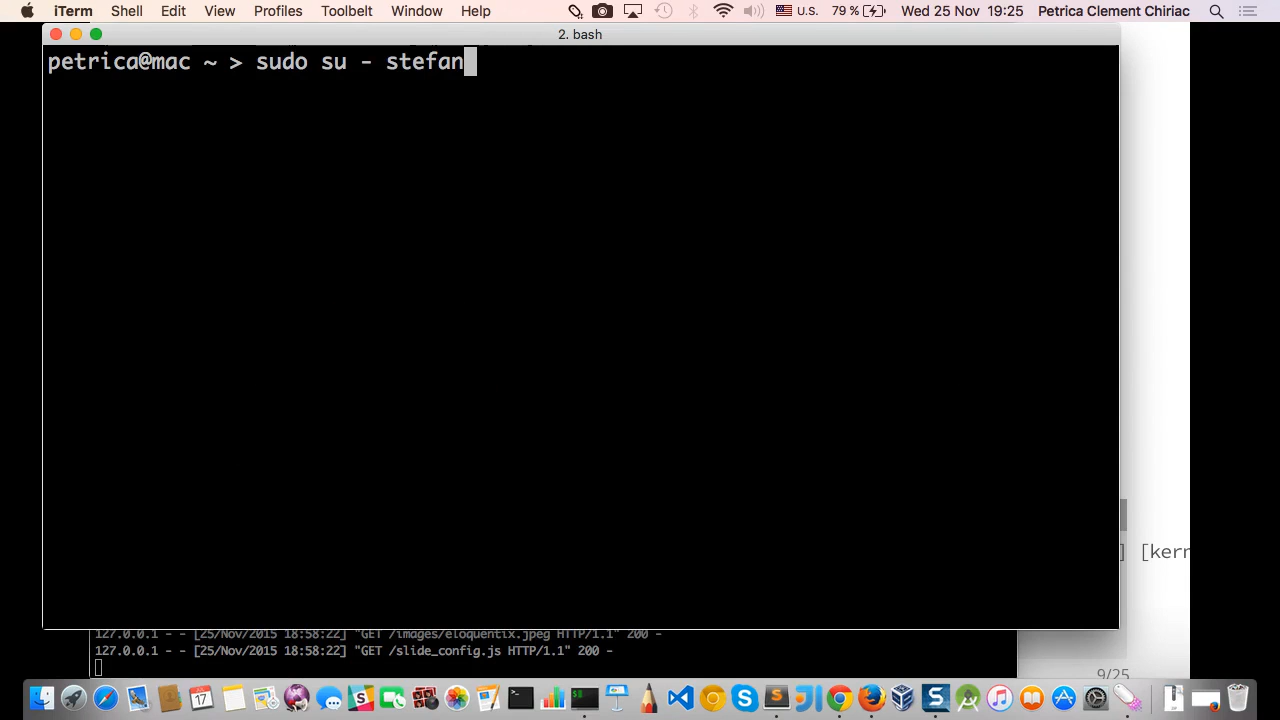 iTerm Shell Edit View Profiles Toolbelt Window Help U.S. 79 % Wed 25 Nov 19:25 Petrica Clement Chiriac
2. bash
petrica@mac ~ > sudo su - stefan
] [kern
127.0.0.1 - - [25/Nov/2015 18:58:22] "GET /images/eloquentix.jpeg HTTP/1.1" 200 -
127.0.0.1 - - [25/Nov/2015 18:58:22] "GET /slide_config.js HTTP/1.1" 200 -
9/25
17